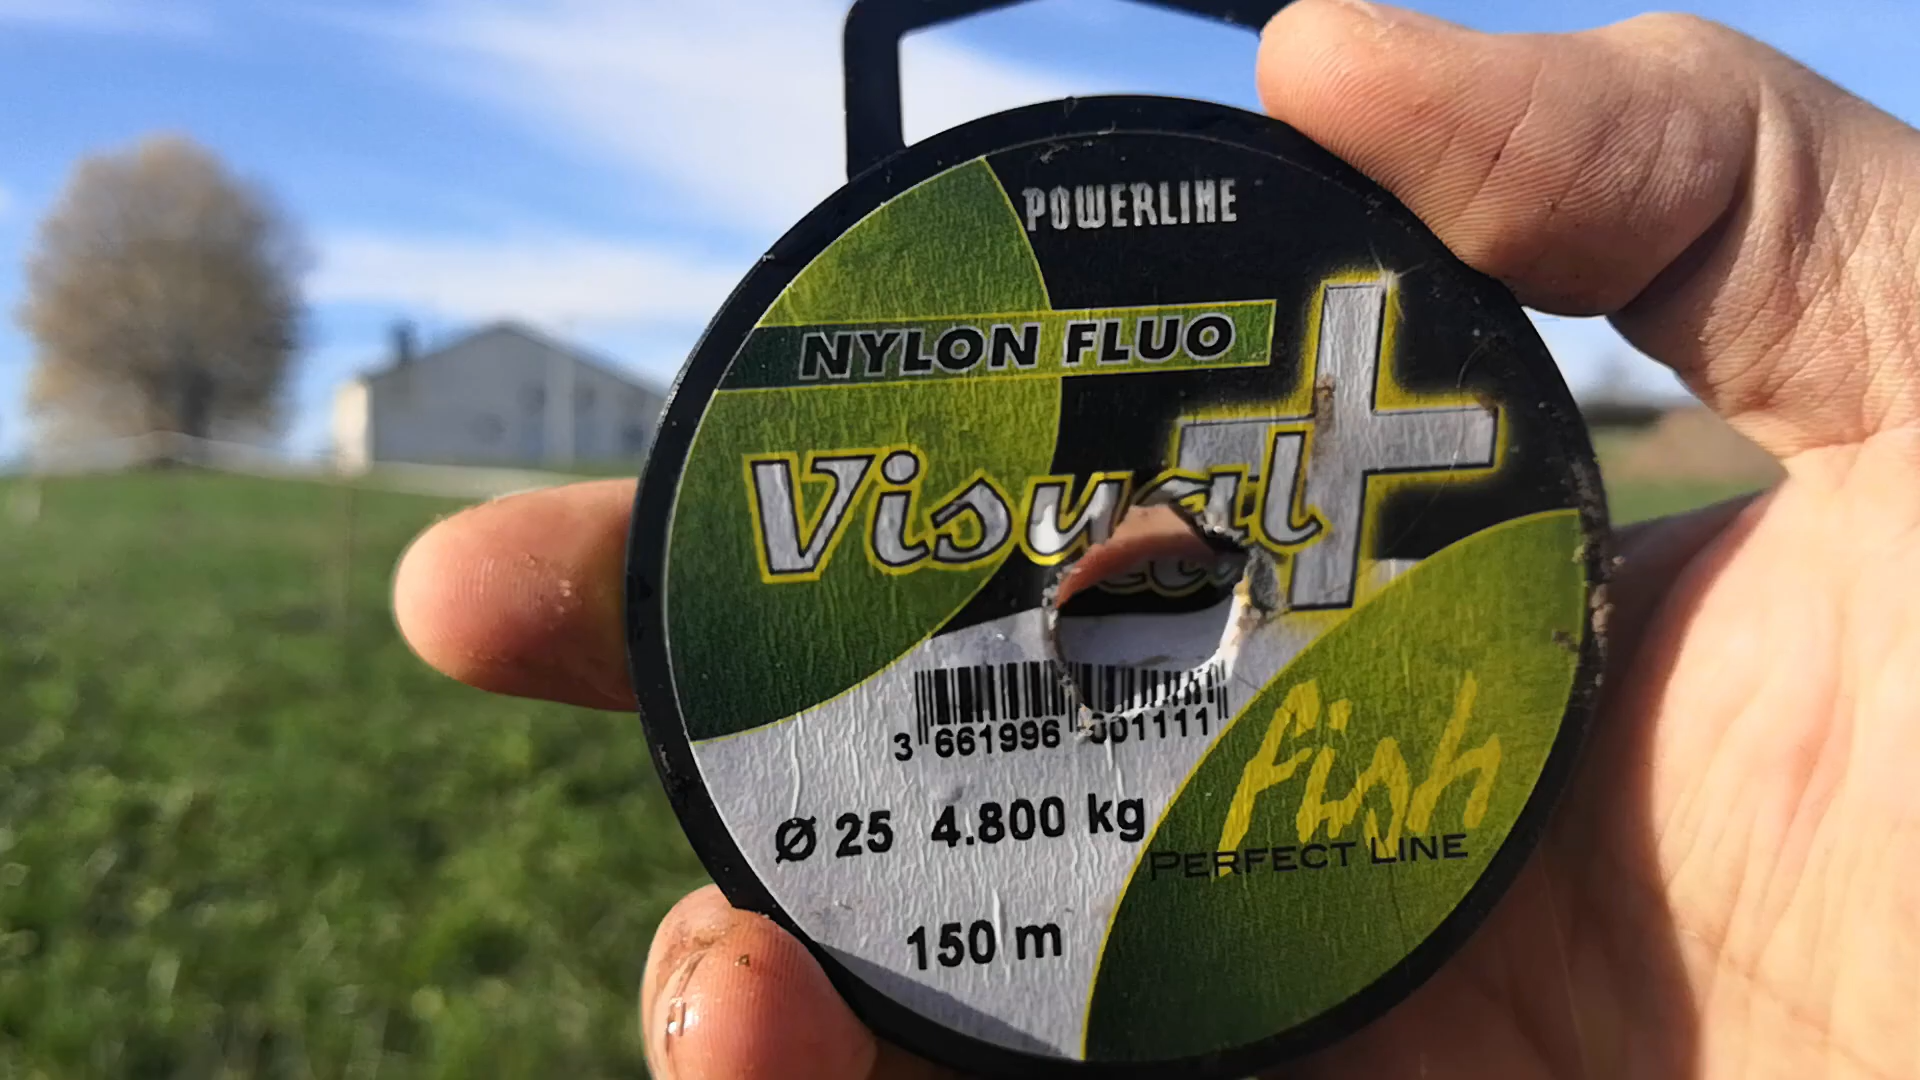 POWERLINE
NYLON FLUO
Visual+
3 661996 001111
Ø 25 4.800 kg
150 m
fish
PERFECT LINE